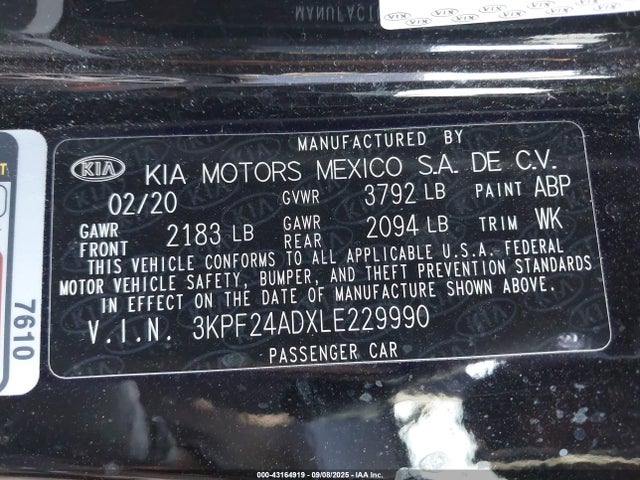 MANUFACTURED BY
KIA KIA MOTORS MEXICO S.A. DE C.V.
02/20 GVWR 3792 LB PAINT ABP
GAWR FRONT 2183 LB GAWR REAR 2094 LB TRIM WK
THIS VEHICLE CONFORMS TO ALL APPLICABLE U.S.A. FEDERAL
MOTOR VEHICLE SAFETY, BUMPER, AND THEFT PREVENTION STANDARDS
IN EFFECT ON THE DATE OF MANUFACTURE SHOWN ABOVE.
V.I.N. 3KPF24ADXLE229990
PASSENGER CAR
7610
000-43164919 - 09/08/2025 - IAA Inc.